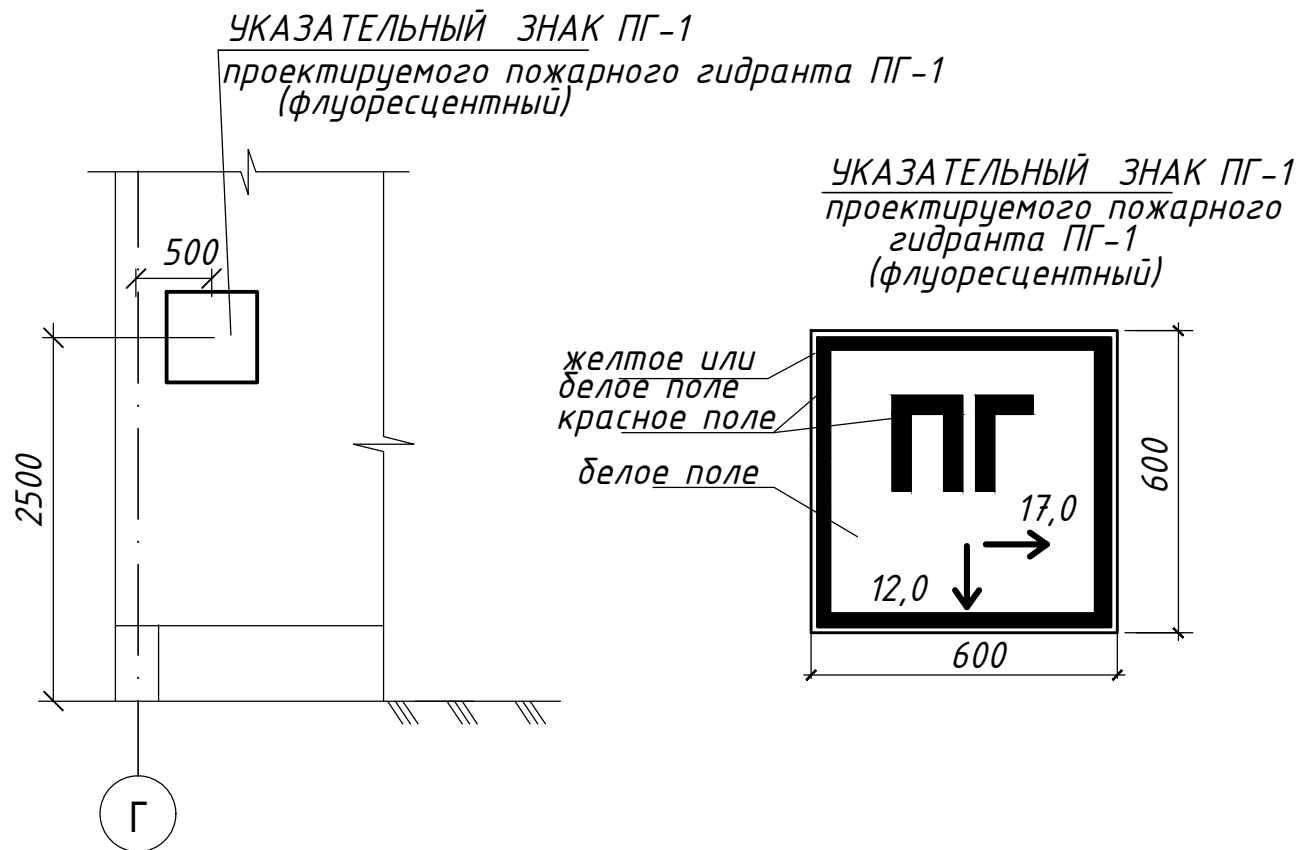 УКАЗАТЕЛЬНЫЙ ЗНАК ПГ-1
проектируемого пожарного гидранта ПГ-1
(флуоресцентный)
500
2500
Г
УКАЗАТЕЛЬНЫЙ ЗНАК ПГ-1
проектируемого пожарного
гидранта ПГ-1
(флуоресцентный)
желтое или
белое поле
красное поле
белое поле
ПГ
17,0
12,0
600
600